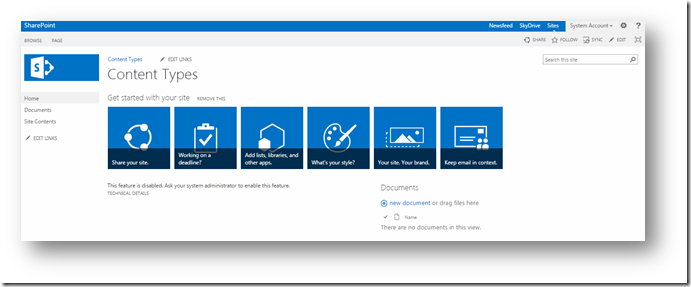 SharePoint
Newsfeed SkyDrive Sites System Account ?
BROWSE PAGE
SHARE FOLLOW SYNC EDIT
S
Content Types EDIT LINKS
Content Types
Search this site
Home
Documents
Site Contents
EDIT LINKS
Get started with your site REMOVE THIS
Share your site.
Working on a
deadline?
Add lists, libraries, and
other apps.
What's your style?
Your site. Your brand.
Keep email in context.
This feature is disabled. Ask your system administrator to enable this feature.
TECHNICAL DETAILS
Documents
new document or drag files here
Name
There are no documents in this view.